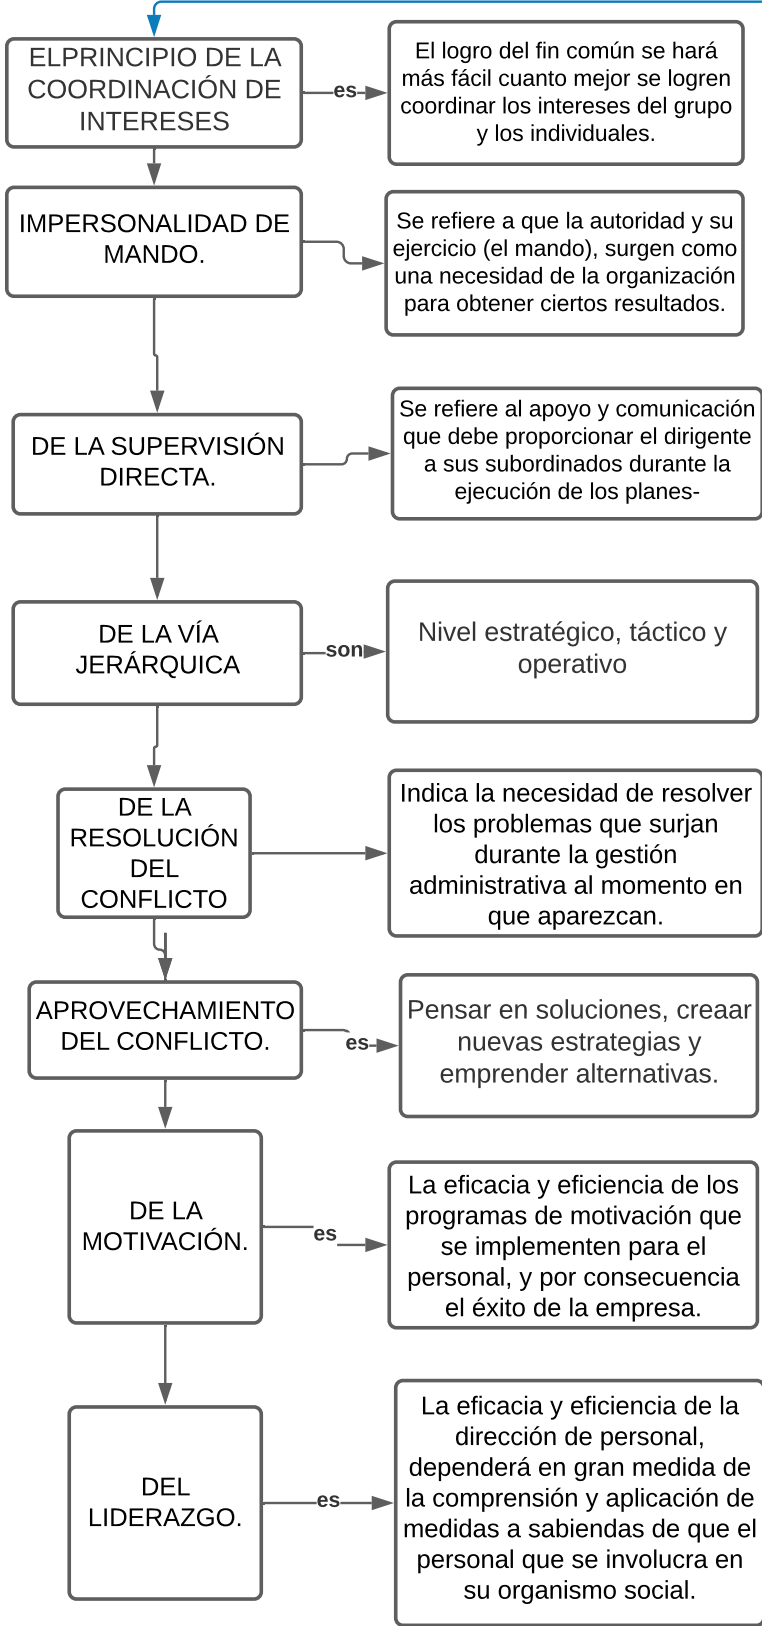 ELPRINCIPIO DE LA
COORDINACIÓN DE
INTERESES
es
El logro del fin común se hará
más fácil cuanto mejor se logren
coordinar los intereses del grupo
y los individuales.
IMPERSONALIDAD DE
MANDO.
Se refiere a que la autoridad y su
ejercicio (el mando), surgen como
una necesidad de la organización
para obtener ciertos resultados.
DE LA SUPERVISIÓN
DIRECTA.
Se refiere al apoyo y comunicación
que debe proporcionar el dirigente
a sus subordinados durante la
ejecución de los planes-
DE LA VÍA
JERÁRQUICA
son
Nivel estratégico, táctico y
operativo
DE LA
RESOLUCIÓN
DEL
CONFLICTO
Indica la necesidad de resolver
los problemas que surjan
durante la gestión
administrativa al momento en
que aparezcan.
APROVECHAMIENTO
DEL CONFLICTO.
es
Pensar en soluciones, creaar
nuevas estrategias y
emprender alternativas.
DE LA
MOTIVACIÓN.
es
La eficacia y eficiencia de los
programas de motivación que
se implementen para el
personal, y por consecuencia
el éxito de la empresa.
DEL
LIDERAZGO.
es
La eficacia y eficiencia de la
dirección de personal,
dependerá en gran medida de
la comprensión y aplicación de
medidas a sabiendas de que el
personal que se involucra en
su organismo social.